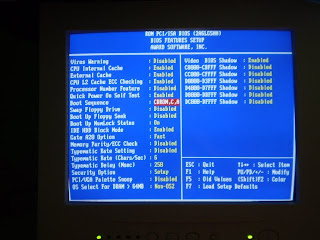 ROM PCI/ISA BIOS (2A6LGS0B)
BIOS FEATURES SETUP
AWARD SOFTWARE, INC.
Virus Warning : Disabled
CPU Internal Cache : Enabled
External Cache : Enabled
CPU L2 Cache ECC Checking : Enabled
Processor Number Feature : Disabled
Quick Power On Self Test : Enabled
Boot Sequence : CDROM,C,A
Swap Floppy Drive : Disabled
Boot Up Floppy Seek : Disabled
Boot Up NumLock Status : On
IDE HDD Block Mode : Enabled
Gate A20 Option : Fast
Memory Parity/ECC Check : Disabled
Typematic Rate Setting : Disabled
Typematic Rate (Chars/Sec) : 6
Typematic Delay (Msec) : 250
Security Option : Setup
PCI/VGA Palette Snoop : Disabled
OS Select For DRAM > 64MB : Non-OS2
Video BIOS Shadow : Enabled
C8000-CBFFF Shadow : Disabled
CC000-CFFFF Shadow : Disabled
D0000-D3FFF Shadow : Disabled
D4000-D7FFF Shadow : Disabled
D8000-DBFFF Shadow : Disabled
DC000-DFFFF Shadow : Disabled
ESC : Quit ↑↓→← : Select Item
F1 : Help PU/PD/+/- : Modify
F5 : Old Values (Shift)F2 : Color
F7 : Load Setup Defaults